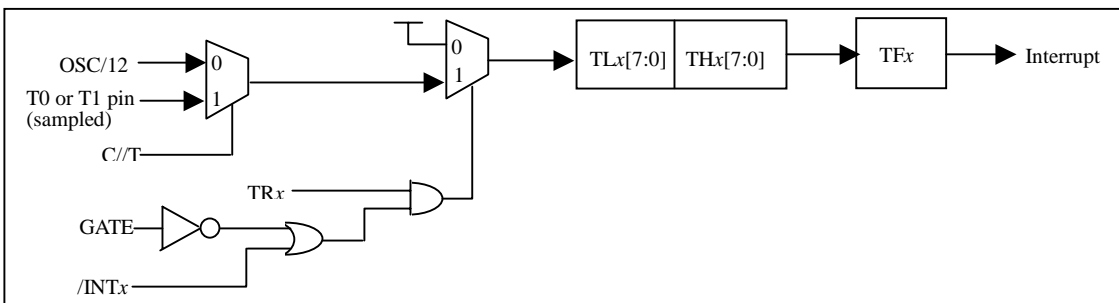 0
OSC/12
1
T0 or T1 pin
(sampled)
C//T
0
1
TLx[7:0]
THx[7:0]
TFx
Interrupt
TRx
GATE
/INTx